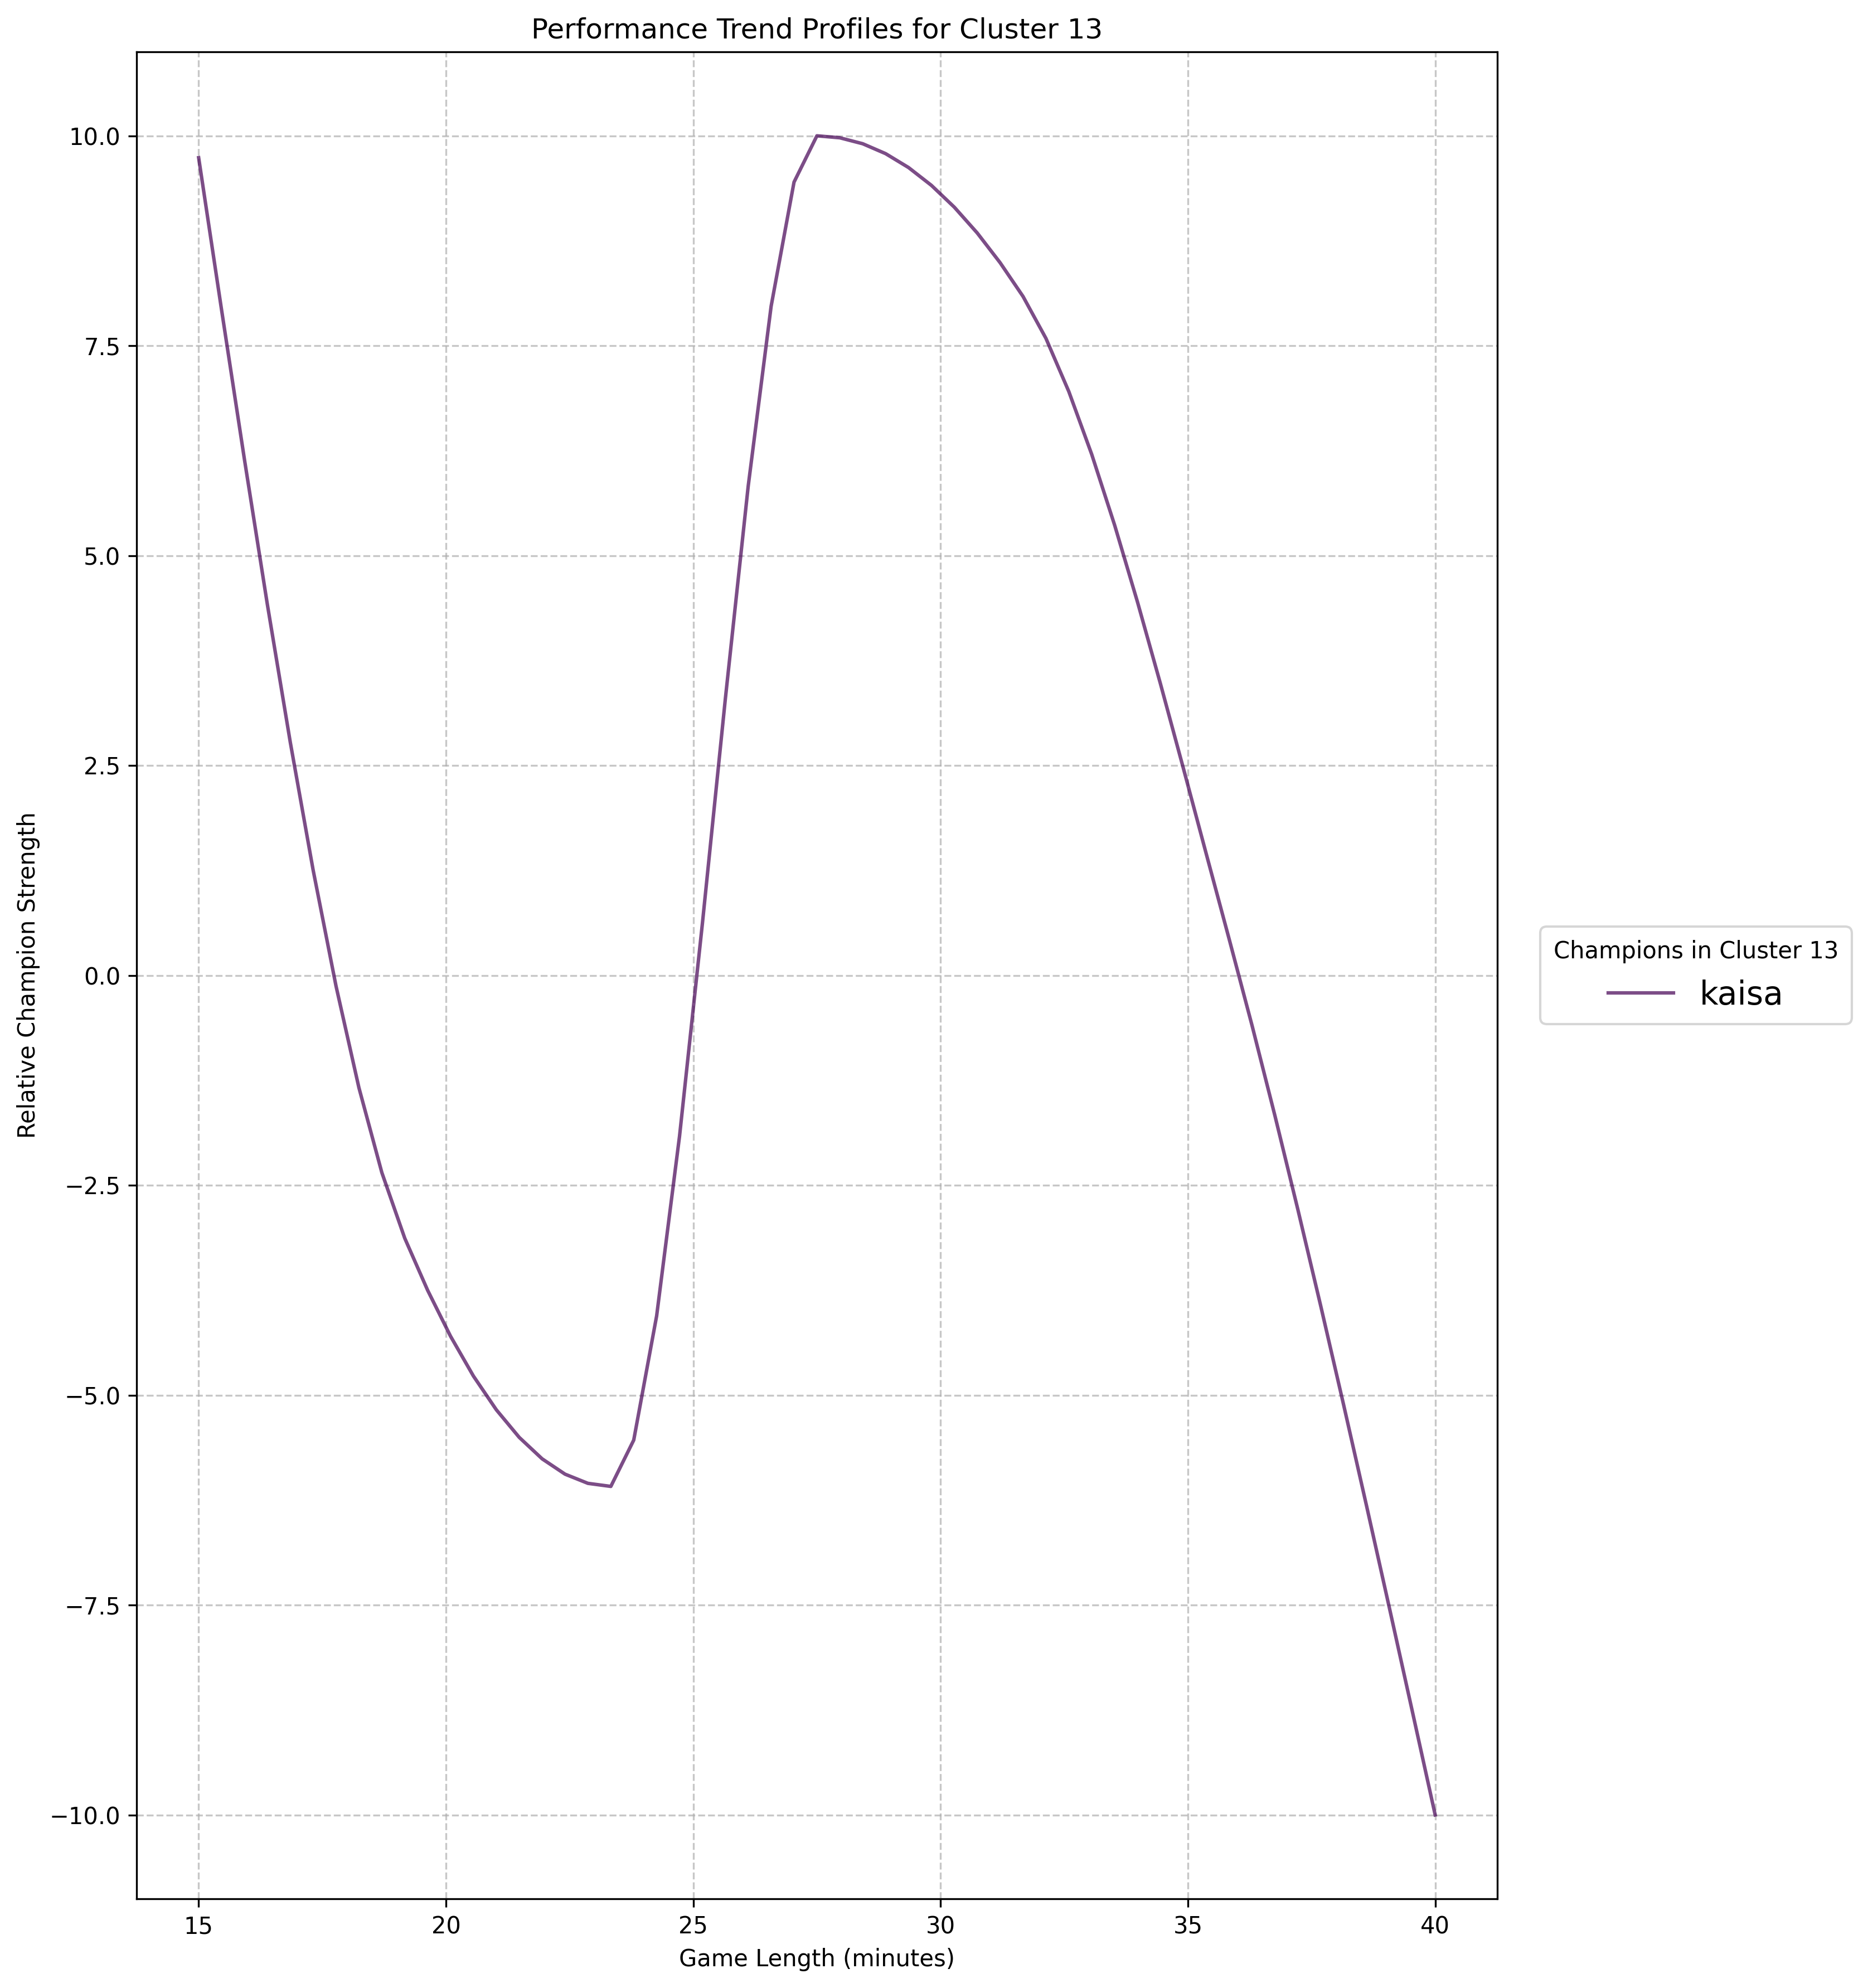 Performance Trend Profiles for Cluster 13
10.0
7.5
5.0
2.5
0.0
−2.5
−5.0
−7.5
−10.0
Relative Champion Strength
15 20 25 30 35 40
Game Length (minutes)
Champions in Cluster 13
kaisa